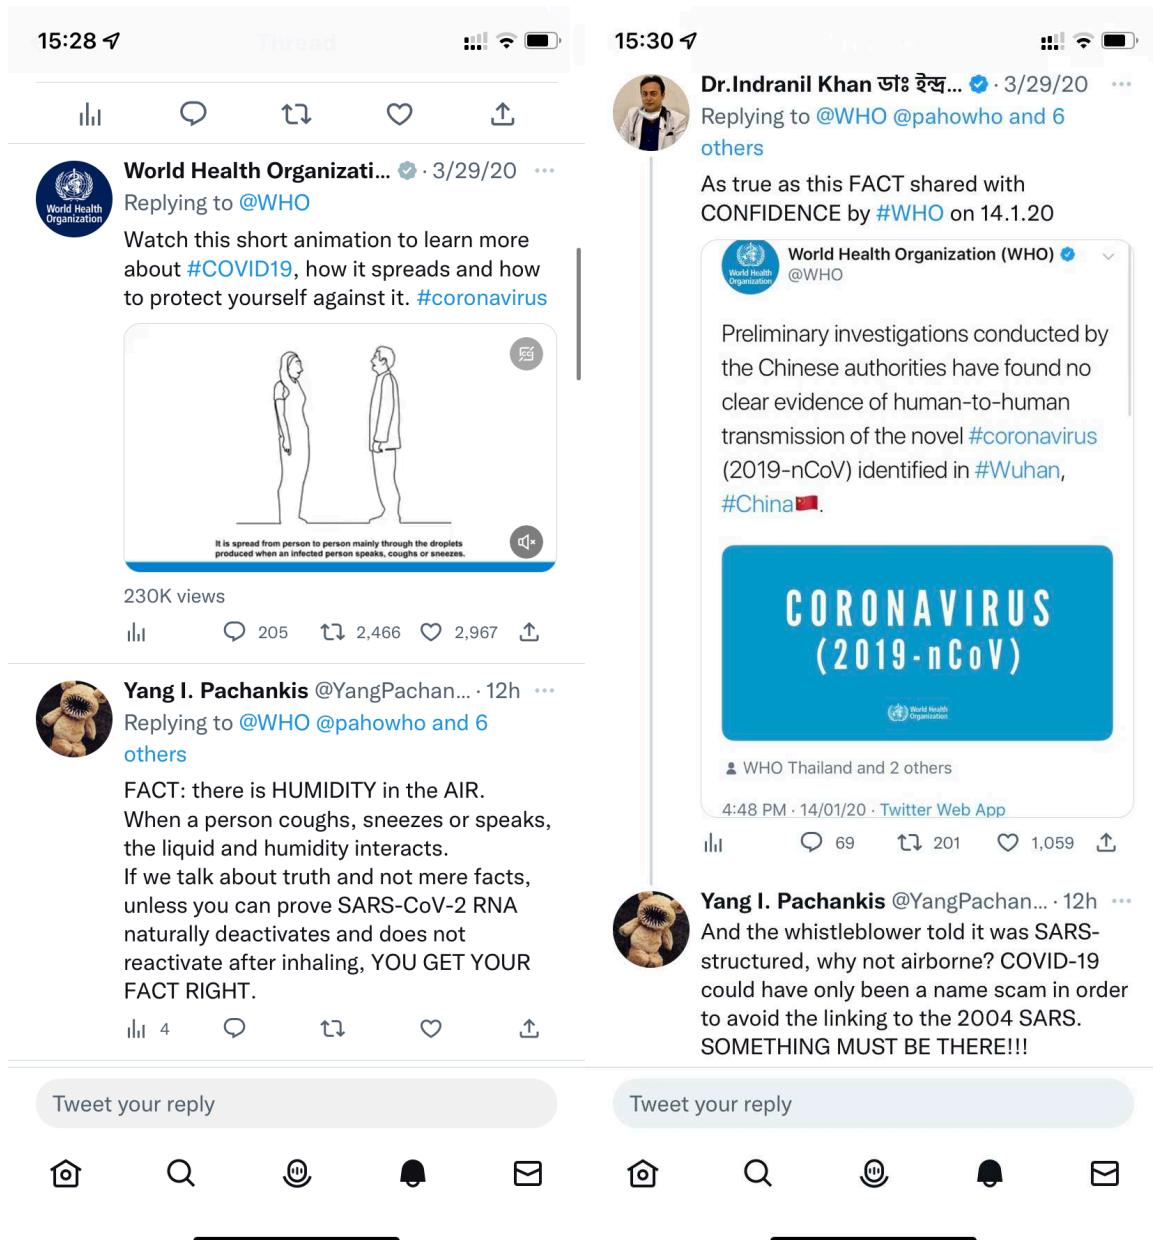 15:28
Thread
World Health Organizati... · 3/29/20
World Health
Organization
Replying to @WHO
Watch this short animation to learn more
about #COVID19, how it spreads and how
to protect yourself against it. #coronavirus
It is spread from person to person mainly through the droplets
produced when an infected person speaks, coughs or sneezes.
230K views
205 2,466 2,967
Yang I. Pachankis @YangPachan... · 12h
Replying to @WHO @pahowho and 6
others
FACT: there is HUMIDITY in the AIR.
When a person coughs, sneezes or speaks,
the liquid and humidity interacts.
If we talk about truth and not mere facts,
unless you can prove SARS-CoV-2 RNA
naturally deactivates and does not
reactivate after inhaling, YOU GET YOUR
FACT RIGHT.
4
Tweet your reply
15:30
Dr.Indranil Khan ডাঃ ইন্দ্র... · 3/29/20
Replying to @WHO @pahowho and 6
others
As true as this FACT shared with
CONFIDENCE by #WHO on 14.1.20
World Health Organization (WHO)
@WHO
World Health
Organization
Preliminary investigations conducted by
the Chinese authorities have found no
clear evidence of human-to-human
transmission of the novel #coronavirus
(2019-nCoV) identified in #Wuhan,
#China🇨🇳.
CORONAVIRUS
(2019-nCoV)
World Health
Organization
WHO Thailand and 2 others
4:48 PM · 14/01/20 · Twitter Web App
69 201 1,059
Yang I. Pachankis @YangPachan... · 12h
And the whistleblower told it was SARS-
structured, why not airborne? COVID-19
could have only been a name scam in order
to avoid the linking to the 2004 SARS.
SOMETHING MUST BE THERE!!!
Tweet your reply